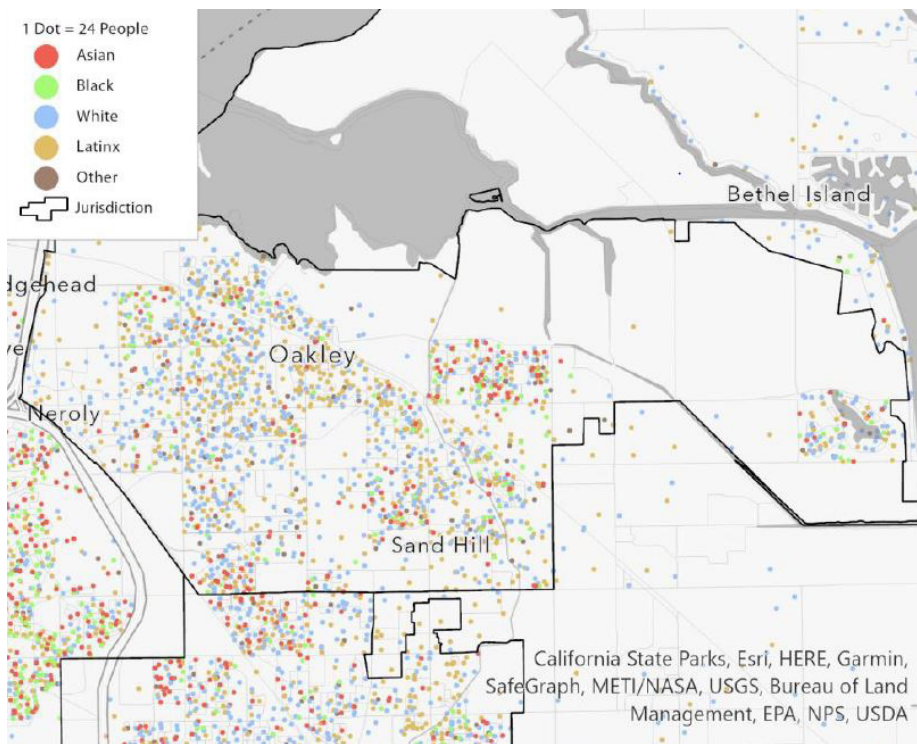 1 Dot = 24 People
Asian
Black
White
Latinx
Other
Jurisdiction
Bethel Island
dgehead
Oakley
ve
Neroly
Sand Hill
California State Parks, Esri, HERE, Garmin,
SafeGraph, METI/NASA, USGS, Bureau of Land
Management, EPA, NPS, USDA